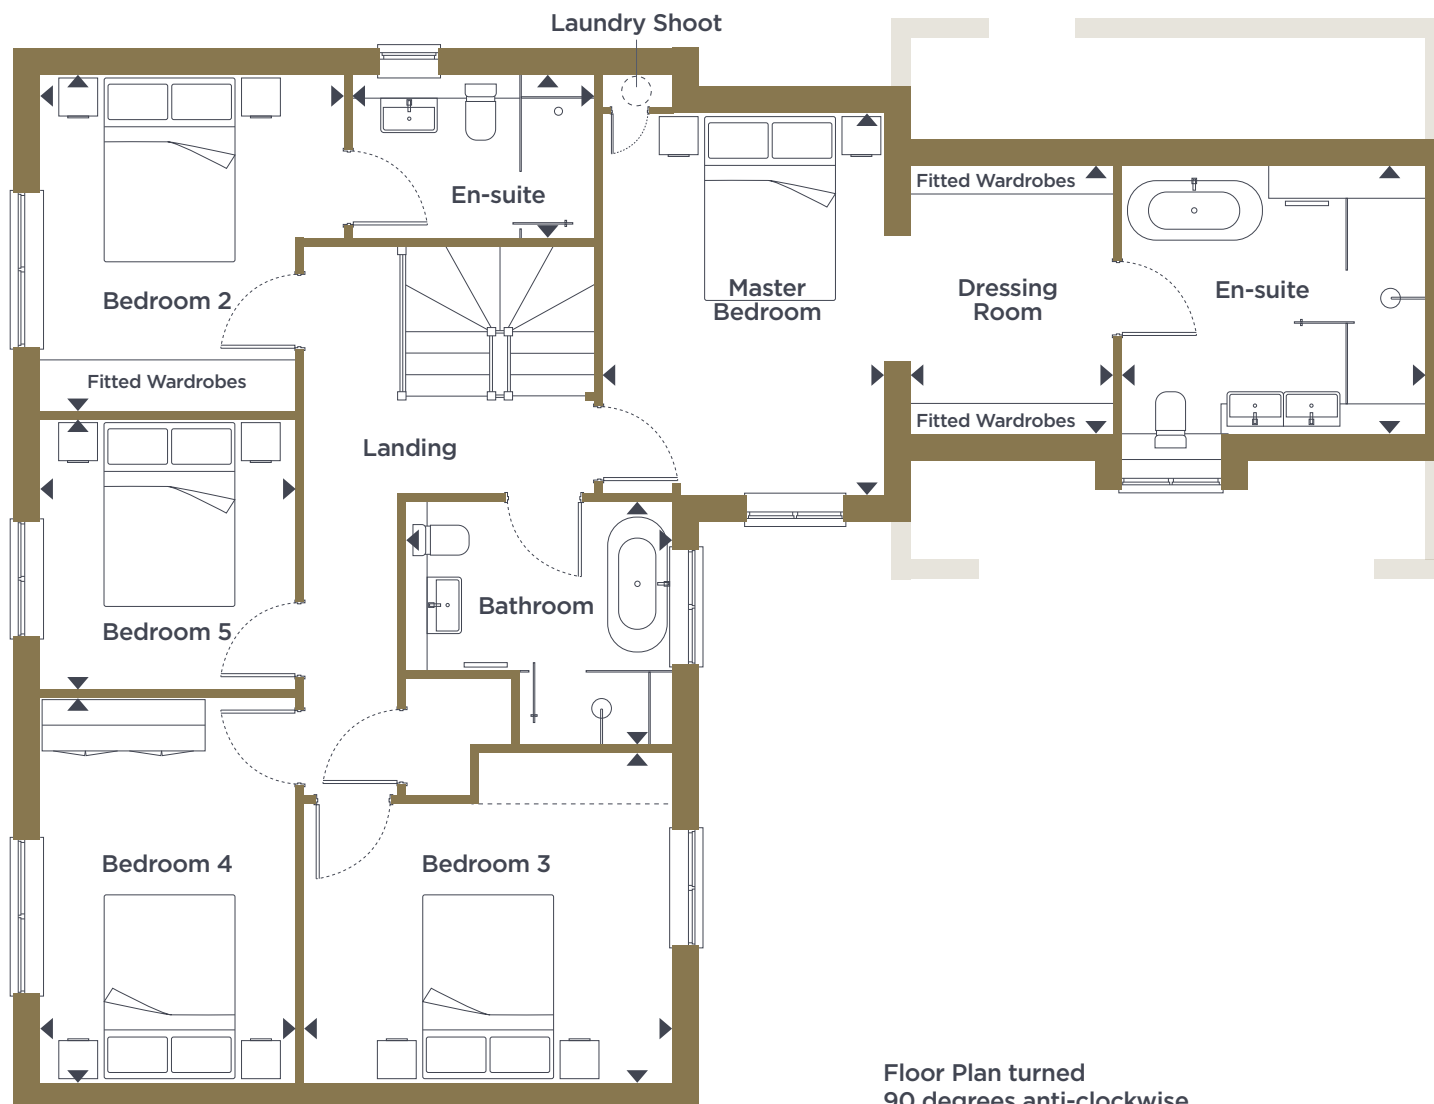 Laundry Shoot
En-suite
Fitted Wardrobes
Bedroom 2
Master
Bedroom
Dressing
Room
En-suite
Fitted Wardrobes
Fitted Wardrobes
Landing
Bathroom
Bedroom 5
Bedroom 4
Bedroom 3
Floor Plan turned
90 degrees anti-clockwise